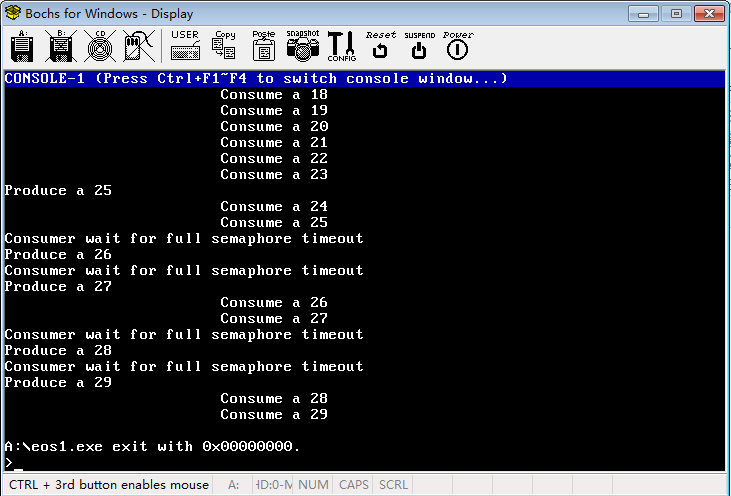 Bochs for Windows - Display
A: B: CD USER Copy Paste snapshot CONFIG Reset SUSPEND Power
CONSOLE-1 (Press Ctrl+F1~F4 to switch console window...)
Consume a 18
Consume a 19
Consume a 20
Consume a 21
Consume a 22
Consume a 23
Produce a 25
Consume a 24
Consume a 25
Consumer wait for full semaphore timeout
Produce a 26
Consumer wait for full semaphore timeout
Produce a 27
Consume a 26
Consume a 27
Consumer wait for full semaphore timeout
Produce a 28
Consumer wait for full semaphore timeout
Produce a 29
Consume a 28
Consume a 29
A:\eos1.exe exit with 0x00000000.
>_
CTRL + 3rd button enables mouse A: HD:0-M NUM CAPS SCRL